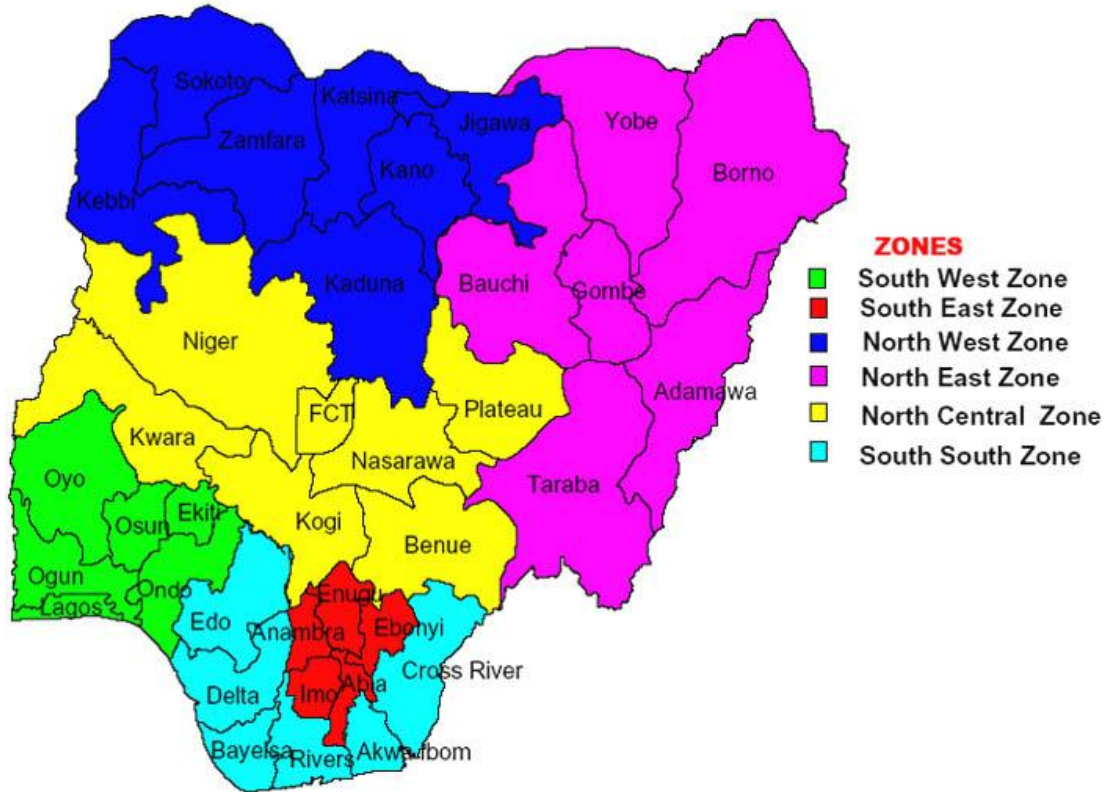 Sokoto
Katsina
Jigawa
Yobe
Zamfara
Kano
Borno
Kebbi
Kaduna
Bauchi
Gombe
Niger
Adamawa
FCT
Plateau
Kwara
Nasarawa
Taraba
Oyo
Osun
Ekiti
Kogi
Benue
Ogun
Lagos
Ondo
Edo
Enugu
Anambra
Ebonyi
Cross River
Delta
Imo
Abia
Bayelsa
Rivers
Akwa-Ibom
ZONES
South West Zone
South East Zone
North West Zone
North East Zone
North Central Zone
South South Zone